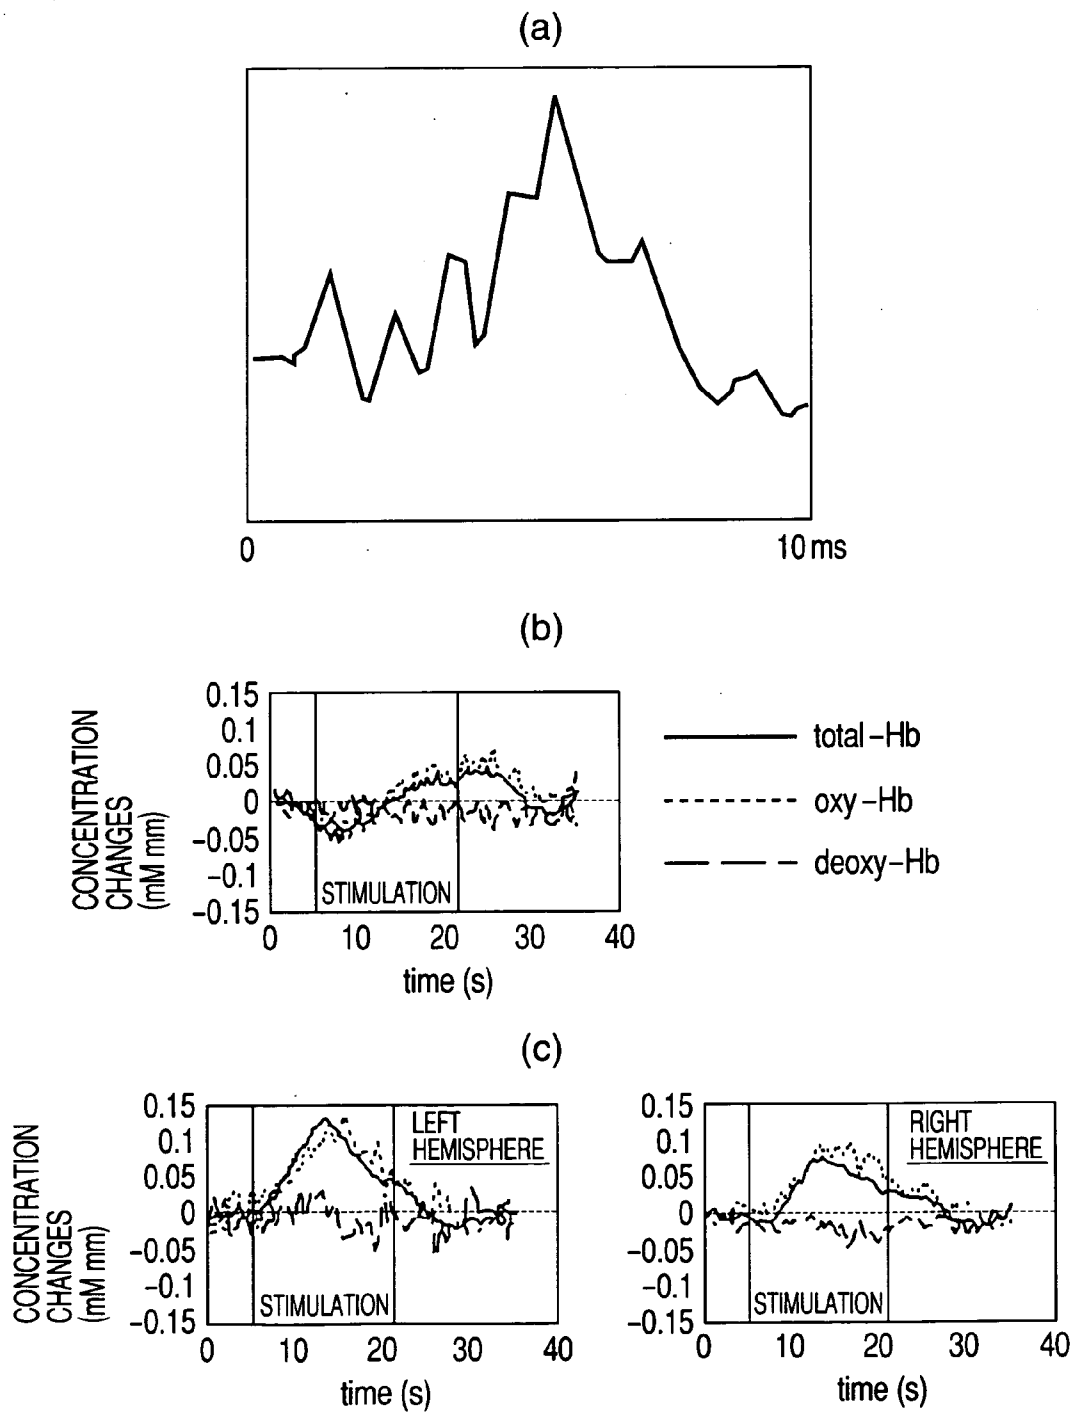 (a)
0
10 ms
(b)
CONCENTRATION
CHANGES
(mM mm)
0.15
0.1
0.05
0
−0.05
−0.1
−0.15
STIMULATION
0 10 20 30 40
time (s)
total-Hb
oxy-Hb
deoxy-Hb
(c)
CONCENTRATION
CHANGES
(mM mm)
0.15
0.1
0.05
0
−0.05
−0.1
−0.15
LEFT
HEMISPHERE
STIMULATION
0 10 20 30 40
time (s)
0.15
0.1
0.05
0
−0.05
−0.1
−0.15
RIGHT
HEMISPHERE
STIMULATION
0 10 20 30 40
time (s)